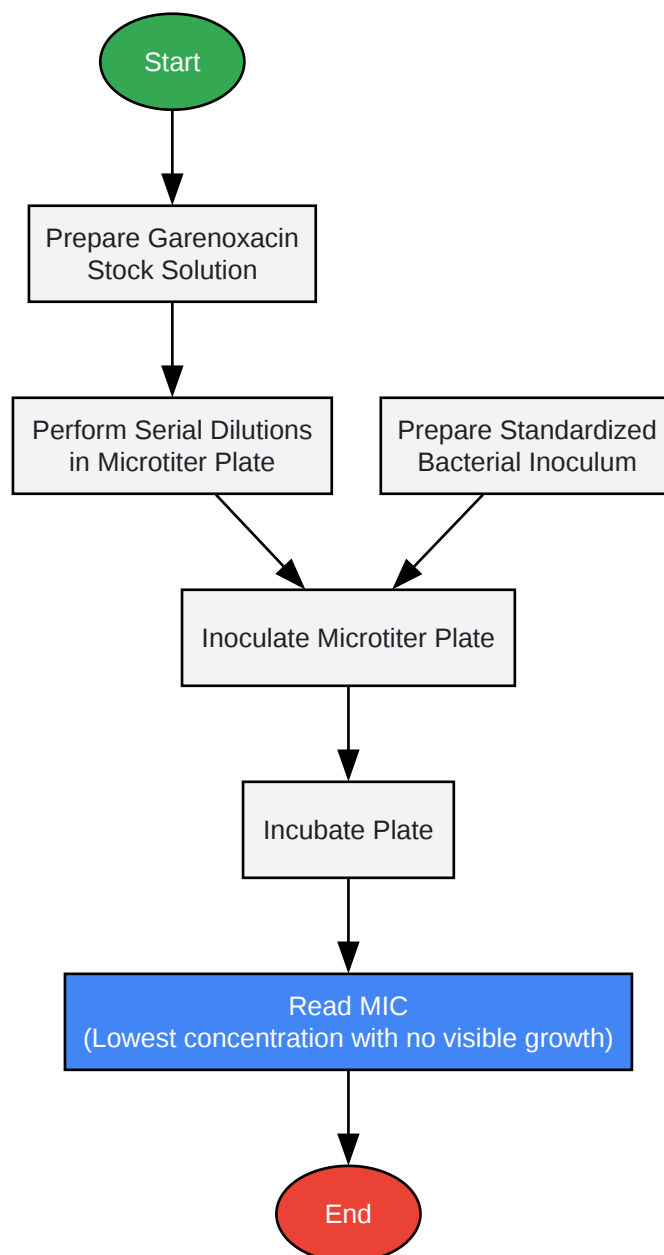 Start
Prepare Garenoxacin
Stock Solution
Perform Serial Dilutions
in Microtiter Plate
Prepare Standardized
Bacterial Inoculum
Inoculate Microtiter Plate
Incubate Plate
Read MIC
(Lowest concentration with no visible growth)
End